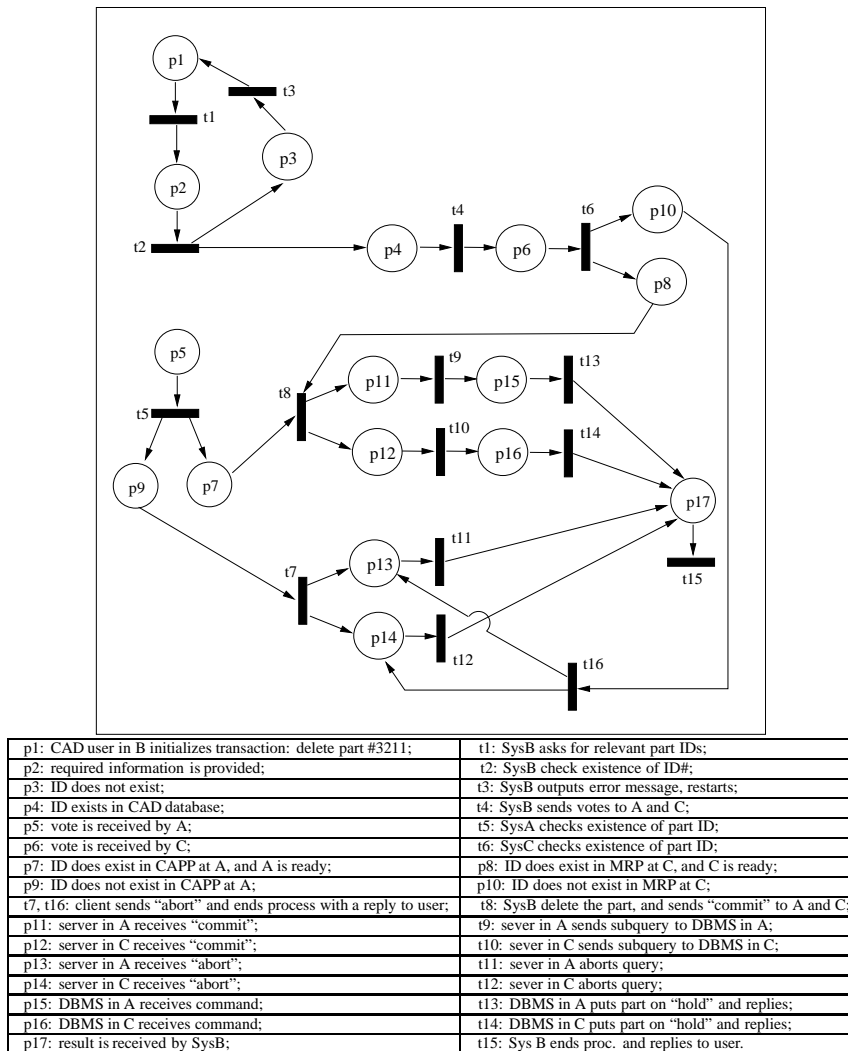 p1
t3
t1
p3
p2
t4
t6
p10
t2
p4
p6
p8
p5
t9
t13
t8
p11
p15
t5
t10
t14
p12
p16
p9
p7
p17
t11
t7
p13
t15
p14
t12
t16
p1: CAD user in B initializes transaction: delete part #3211; t1: SysB asks for relevant part IDs;
p2: required information is provided; t2: SysB check existence of ID#;
p3: ID does not exist; t3: SysB outputs error message, restarts;
p4: ID exists in CAD database; t4: SysB sends votes to A and C;
p5: vote is received by A; t5: SysA checks existence of part ID;
p6: vote is received by C; t6: SysC checks existence of part ID;
p7: ID does exist in CAPP at A, and A is ready; p8: ID does exist in MRP at C, and C is ready;
p9: ID does not exist in CAPP at A; p10: ID does not exist in MRP at C;
t7, t16: client sends “abort” and ends process with a reply to user; t8: SysB delete the part, and sends “commit” to A and C;
p11: server in A receives “commit”; t9: sever in A sends subquery to DBMS in A;
p12: server in C receives “commit”; t10: sever in C sends subquery to DBMS in C;
p13: server in A receives “abort”; t11: sever in A aborts query;
p14: server in C receives “abort”; t12: sever in C aborts query;
p15: DBMS in A receives command; t13: DBMS in A puts part on “hold” and replies;
p16: DBMS in C receives command; t14: DBMS in C puts part on “hold” and replies;
p17: result is received by SysB; t15: Sys B ends proc. and replies to user.